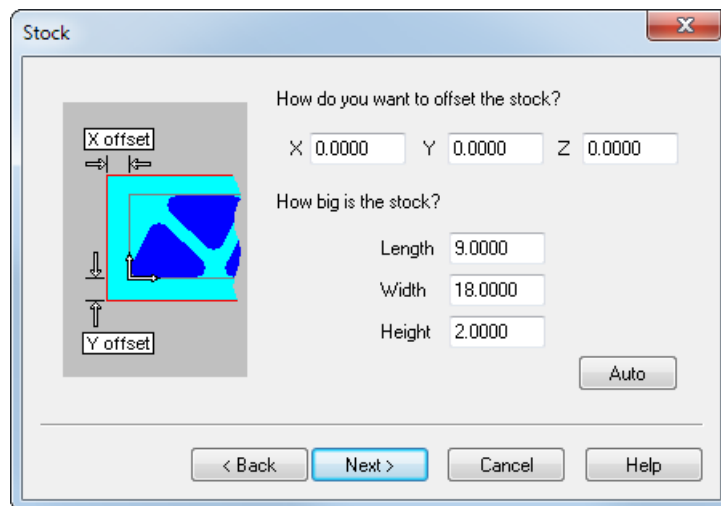 Stock
How do you want to offset the stock?
X offset
X 0.0000 Y 0.0000 Z 0.0000
How big is the stock?
Length 9.0000
Width 18.0000
Height 2.0000
Y offset
Auto
< Back Next > Cancel Help